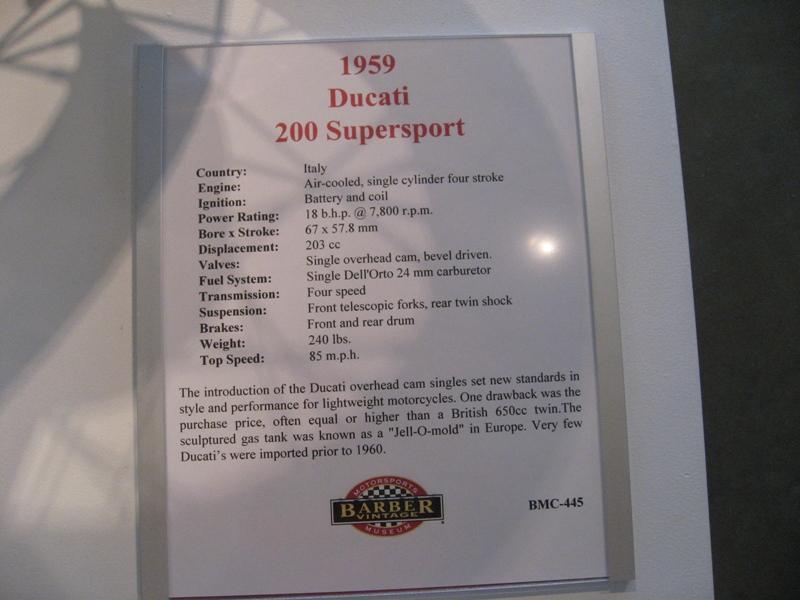 1959
Ducati
200 Supersport
Country: Italy
Engine: Air-cooled, single cylinder four stroke
Ignition: Battery and coil
Power Rating: 18 b.h.p. @ 7,800 r.p.m.
Bore x Stroke: 67 x 57.8 mm
Displacement: 203 cc
Valves: Single overhead cam, bevel driven.
Fuel System: Single Dell'Orto 24 mm carburetor
Transmission: Four speed
Suspension: Front telescopic forks, rear twin shock
Brakes: Front and rear drum
Weight: 240 lbs.
Top Speed: 85 m.p.h.
The introduction of the Ducati overhead cam singles set new standards in
style and performance for lightweight motorcycles. One drawback was the
purchase price, often equal or higher than a British 650cc twin.The
sculptured gas tank was known as a "Jell-O-mold" in Europe. Very few
Ducati's were imported prior to 1960.
MOTORSPORTS
BARBER
VINTAGE
MUSEUM
BMC-445